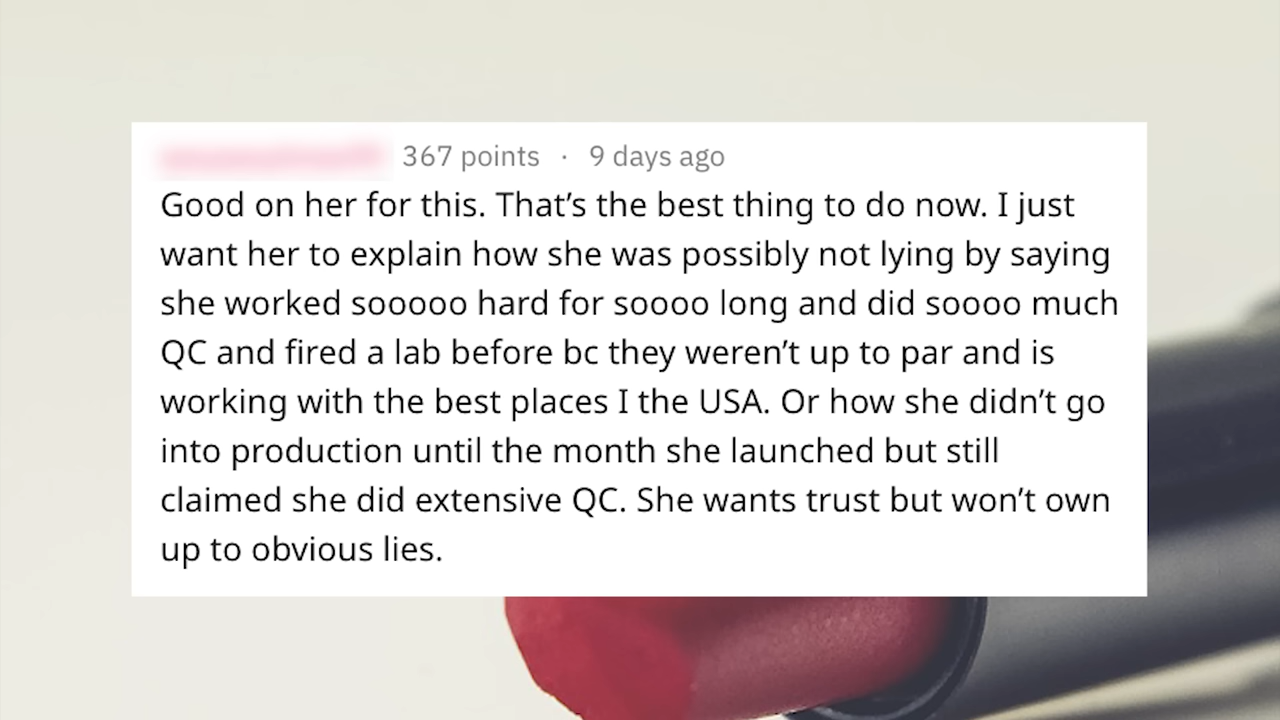 367 points · 9 days ago
Good on her for this. That’s the best thing to do now. I just
want her to explain how she was possibly not lying by saying
she worked sooooo hard for soooo long and did soooo much
QC and fired a lab before bc they weren’t up to par and is
working with the best places I the USA. Or how she didn’t go
into production until the month she launched but still
claimed she did extensive QC. She wants trust but won’t own
up to obvious lies.